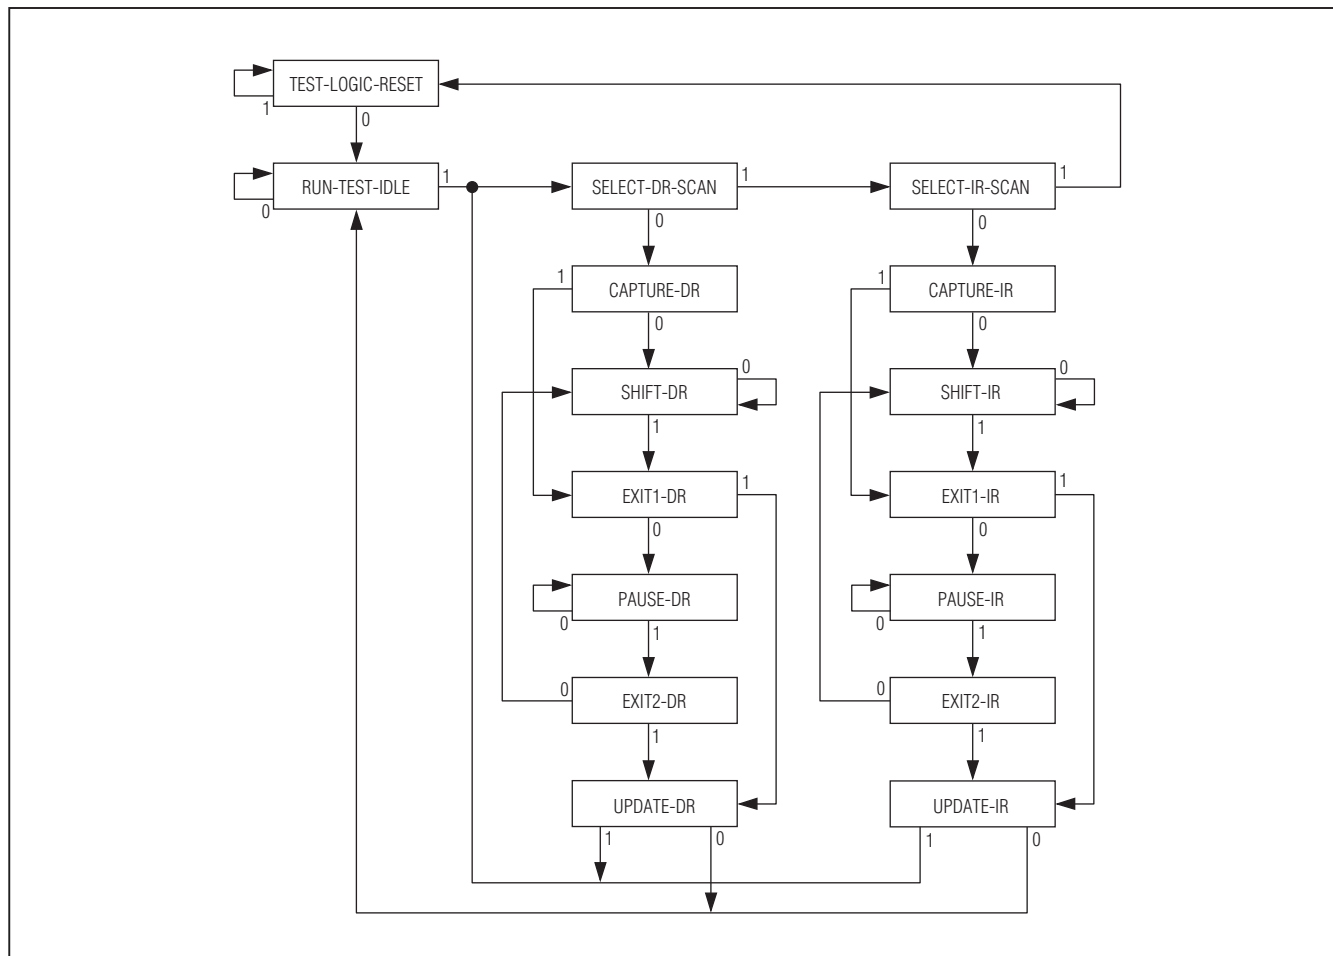 TEST-LOGIC-RESET
1
0
RUN-TEST-IDLE
1
0
SELECT-DR-SCAN
1
0
SELECT-IR-SCAN
1
0
1
CAPTURE-DR
0
1
CAPTURE-IR
0
SHIFT-DR
0
1
SHIFT-IR
0
1
EXIT1-DR
1
0
EXIT1-IR
1
0
PAUSE-DR
0
1
PAUSE-IR
0
1
0
EXIT2-DR
1
0
EXIT2-IR
1
UPDATE-DR
1
0
UPDATE-IR
1
0